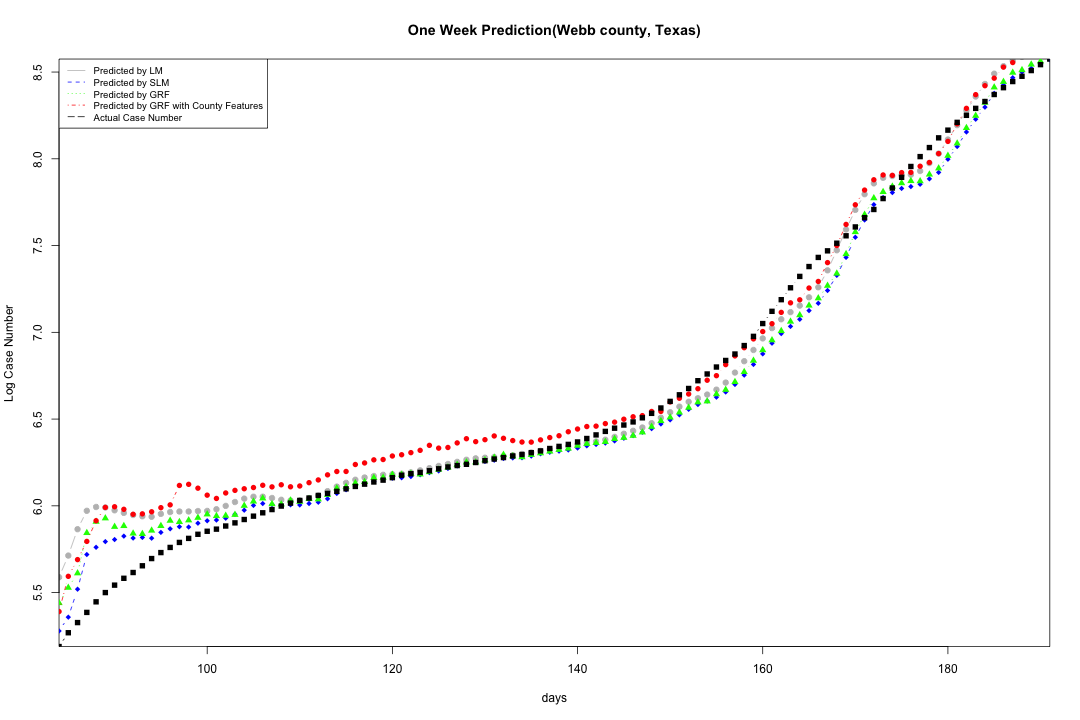 One Week Prediction(Webb county, Texas)
Predicted by LM
Predicted by SLM
Predicted by GRF
Predicted by GRF with County Features
Actual Case Number
8.5
8.0
7.5
7.0
6.5
6.0
5.5
Log Case Number
100 120 140 160 180
days